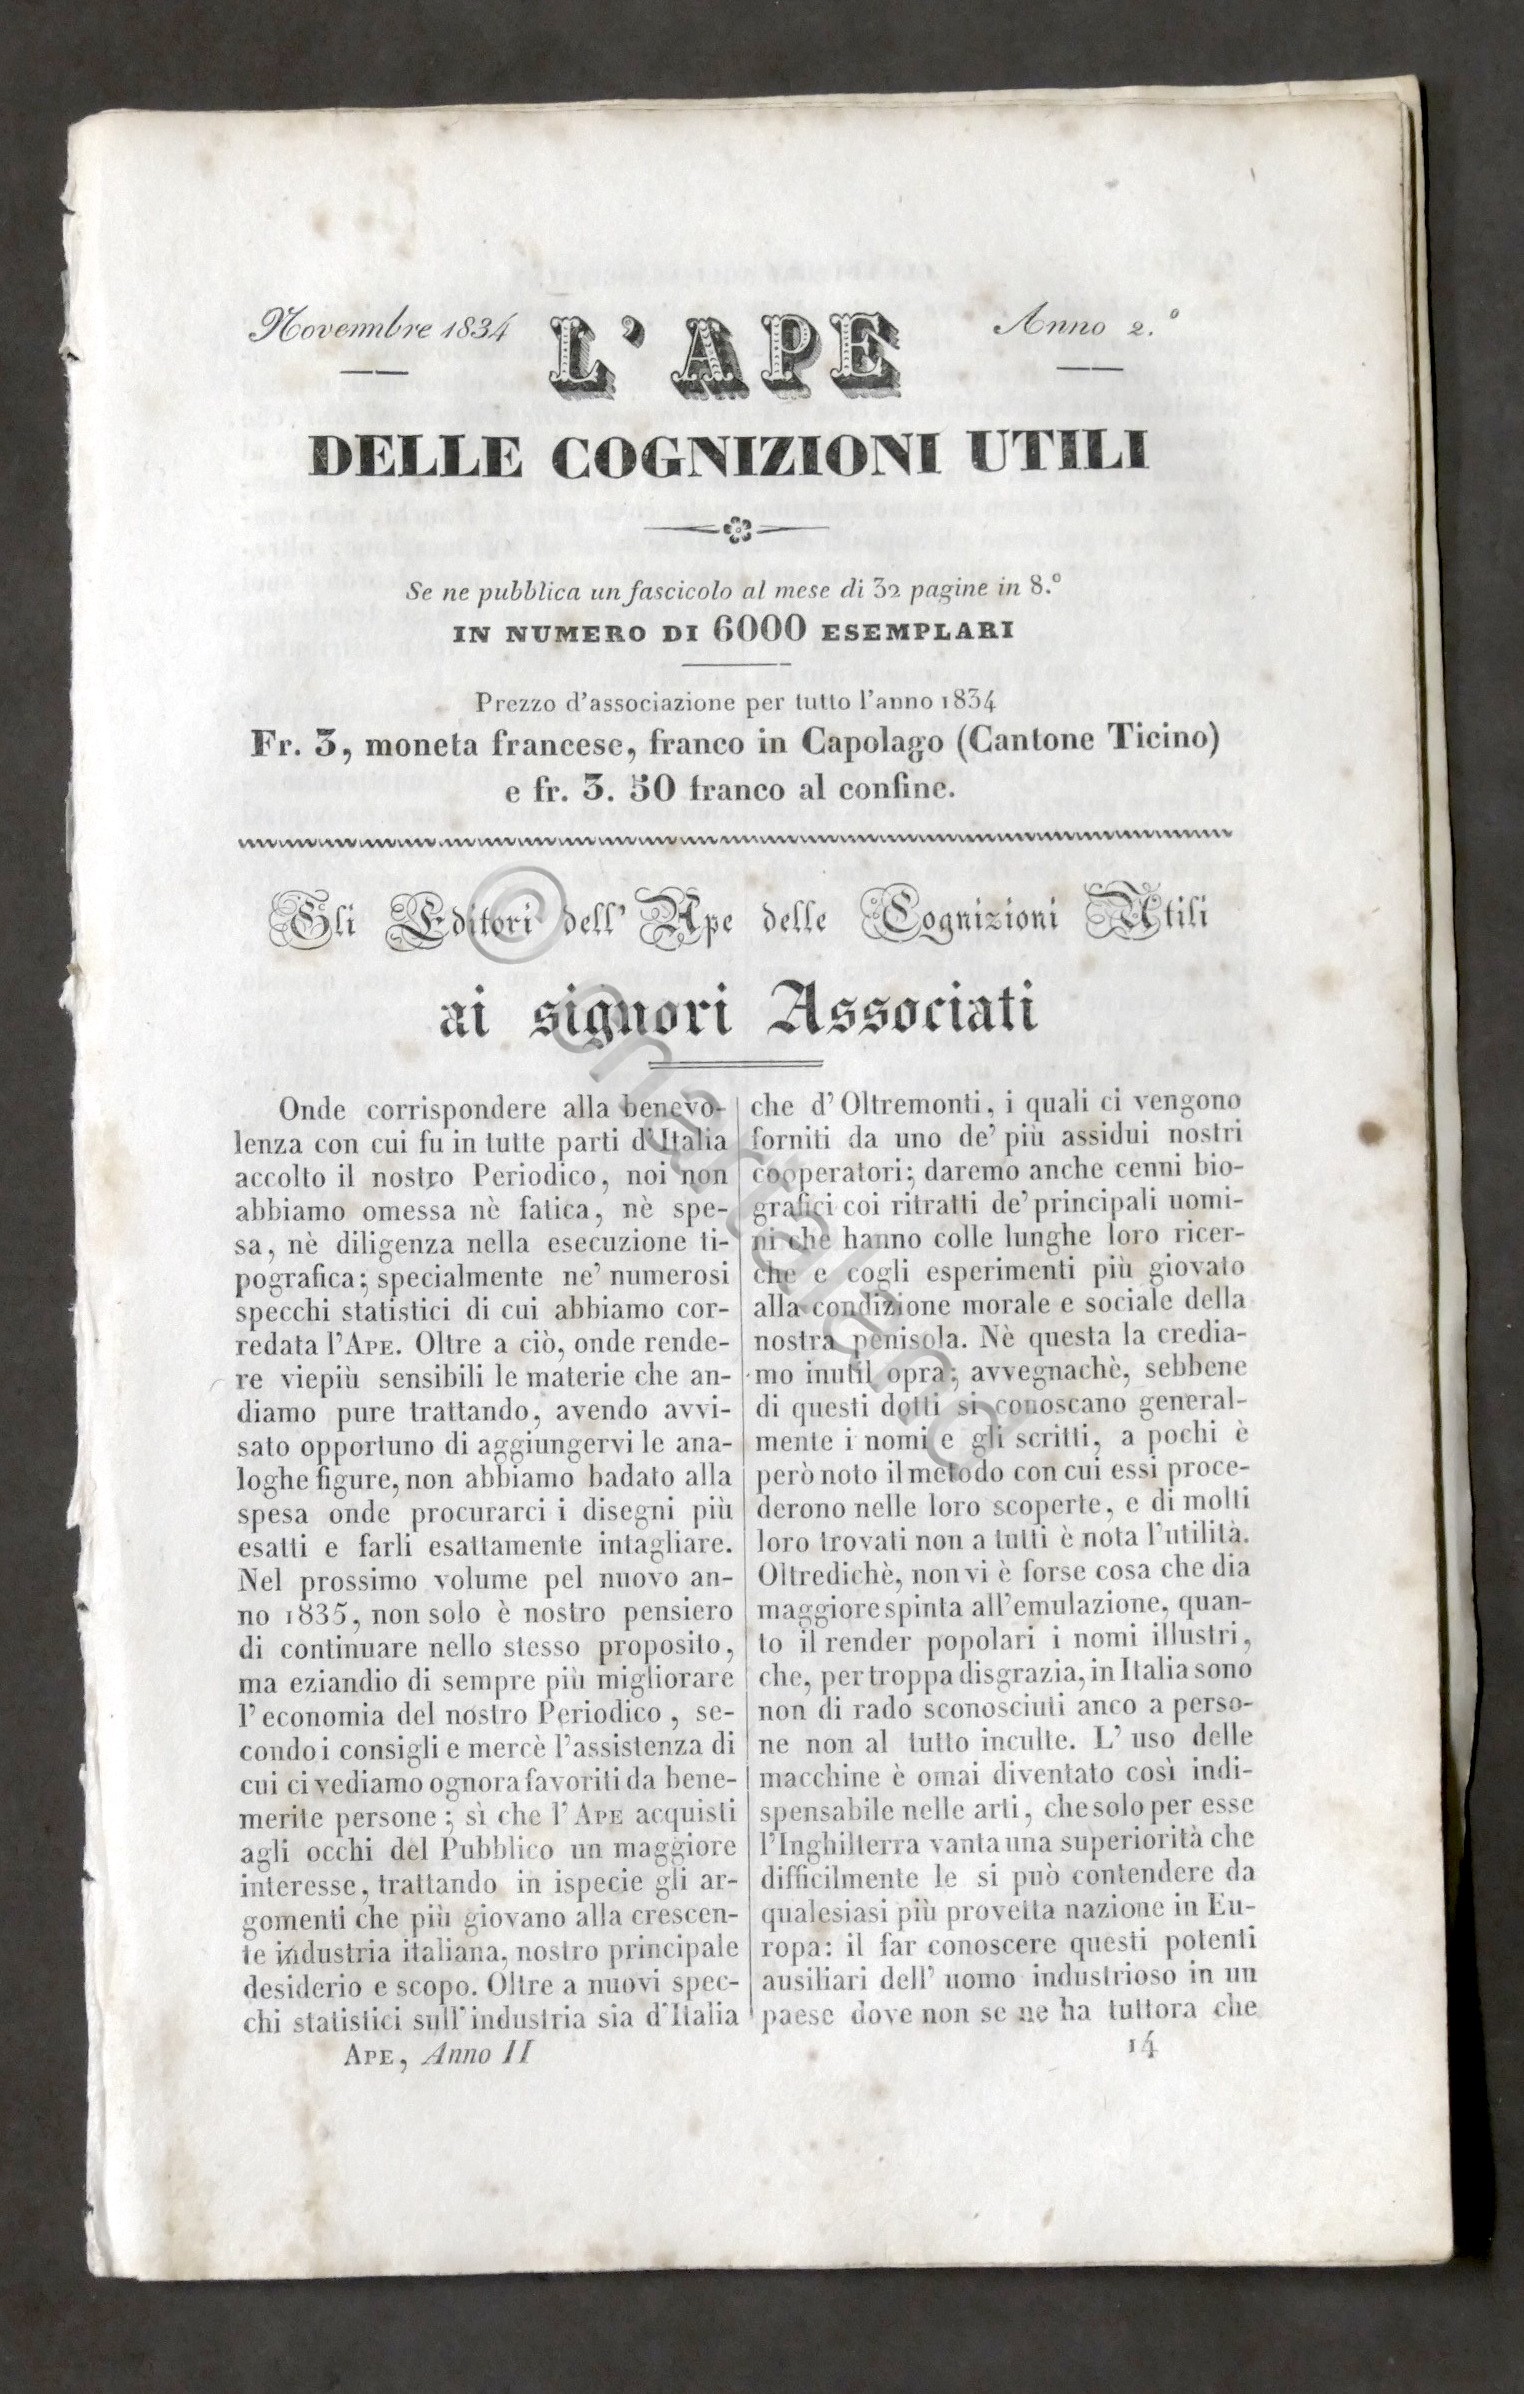 Novembre 1834
L'APE
Anno 2.º
DELLE COGNIZIONI UTILI
Se ne pubblica un fascicolo al mese di 32 pagine in 8.º
IN NUMERO DI 6000 ESEMPLARI
Prezzo d'associazione per tutto l'anno 1834
Fr. 3, moneta francese, franco in Capolago (Cantone Ticino)
e fr. 3. 50 franco al confine.
Gli Editori dell' Ape delle Cognizioni Utili
ai signori Associati
Onde corrispondere alla benevo-
lenza con cui fu in tutte parti d'Italia
accolto il nostro Periodico, noi non
abbiamo omessa nè fatica, nè spe-
sa, nè diligenza nella esecuzione ti-
pografica; specialmente ne' numerosi
specchi statistici di cui abbiamo cor-
redata l'APE. Oltre a ciò, onde rende-
re viepiù sensibili le materie che an-
diamo pure trattando, avendo avvi-
sato opportuno di aggiungervi le ana-
loghe figure, non abbiamo badato alla
spesa onde procurarci i disegni più
esatti e farli esattamente intagliare.
Nel prossimo volume pel nuovo an-
no 1835, non solo è nostro pensiero
di continuare nello stesso proposito,
ma eziandio di sempre più migliorare
l'economia del nostro Periodico, se-
condo i consigli e mercè l'assistenza di
cui ci vediamo ognora favoriti da bene-
merite persone; sì che l'APE acquisti
agli occhi del Pubblico un maggiore
interesse, trattando in ispecie gli ar-
gomenti che più giovano alla crescen-
te industria italiana, nostro principale
desiderio e scopo. Oltre a nuovi spec-
chi statistici sull'industria sia d'Italia
che d'Oltremonti, i quali ci vengono
forniti da uno de' più assidui nostri
cooperatori; daremo anche cenni bio-
grafici coi ritratti de' principali uomi-
ni che hanno colle lunghe loro ricer-
che e cogli esperimenti più giovato
alla condizione morale e sociale della
nostra penisola. Nè questa la credia-
mo inutil opra; avvegnachè, sebbene
di questi dotti si conoscano general-
mente i nomi e gli scritti, a pochi è
però noto il metodo con cui essi proce-
derono nelle loro scoperte, e di molti
loro trovati non a tutti è nota l'utilità.
Oltredichè, non vi è forse cosa che dia
maggiore spinta all'emulazione, quan-
to il render popolari i nomi illustri,
che, per troppa disgrazia, in Italia sono
non di rado sconosciuti anco a perso-
ne non al tutto inculte. L'uso delle
macchine è omai diventato così indi-
spensabile nelle arti, che solo per esse
l'Inghilterra vanta una superiorità che
difficilmente le si può contendere da
qualesiasi più provetta nazione in Eu-
ropa: il far conoscere questi potenti
ausiliari dell'uomo industrioso in un
paese dove non se ne ha tuttora che
APE, Anno II
14